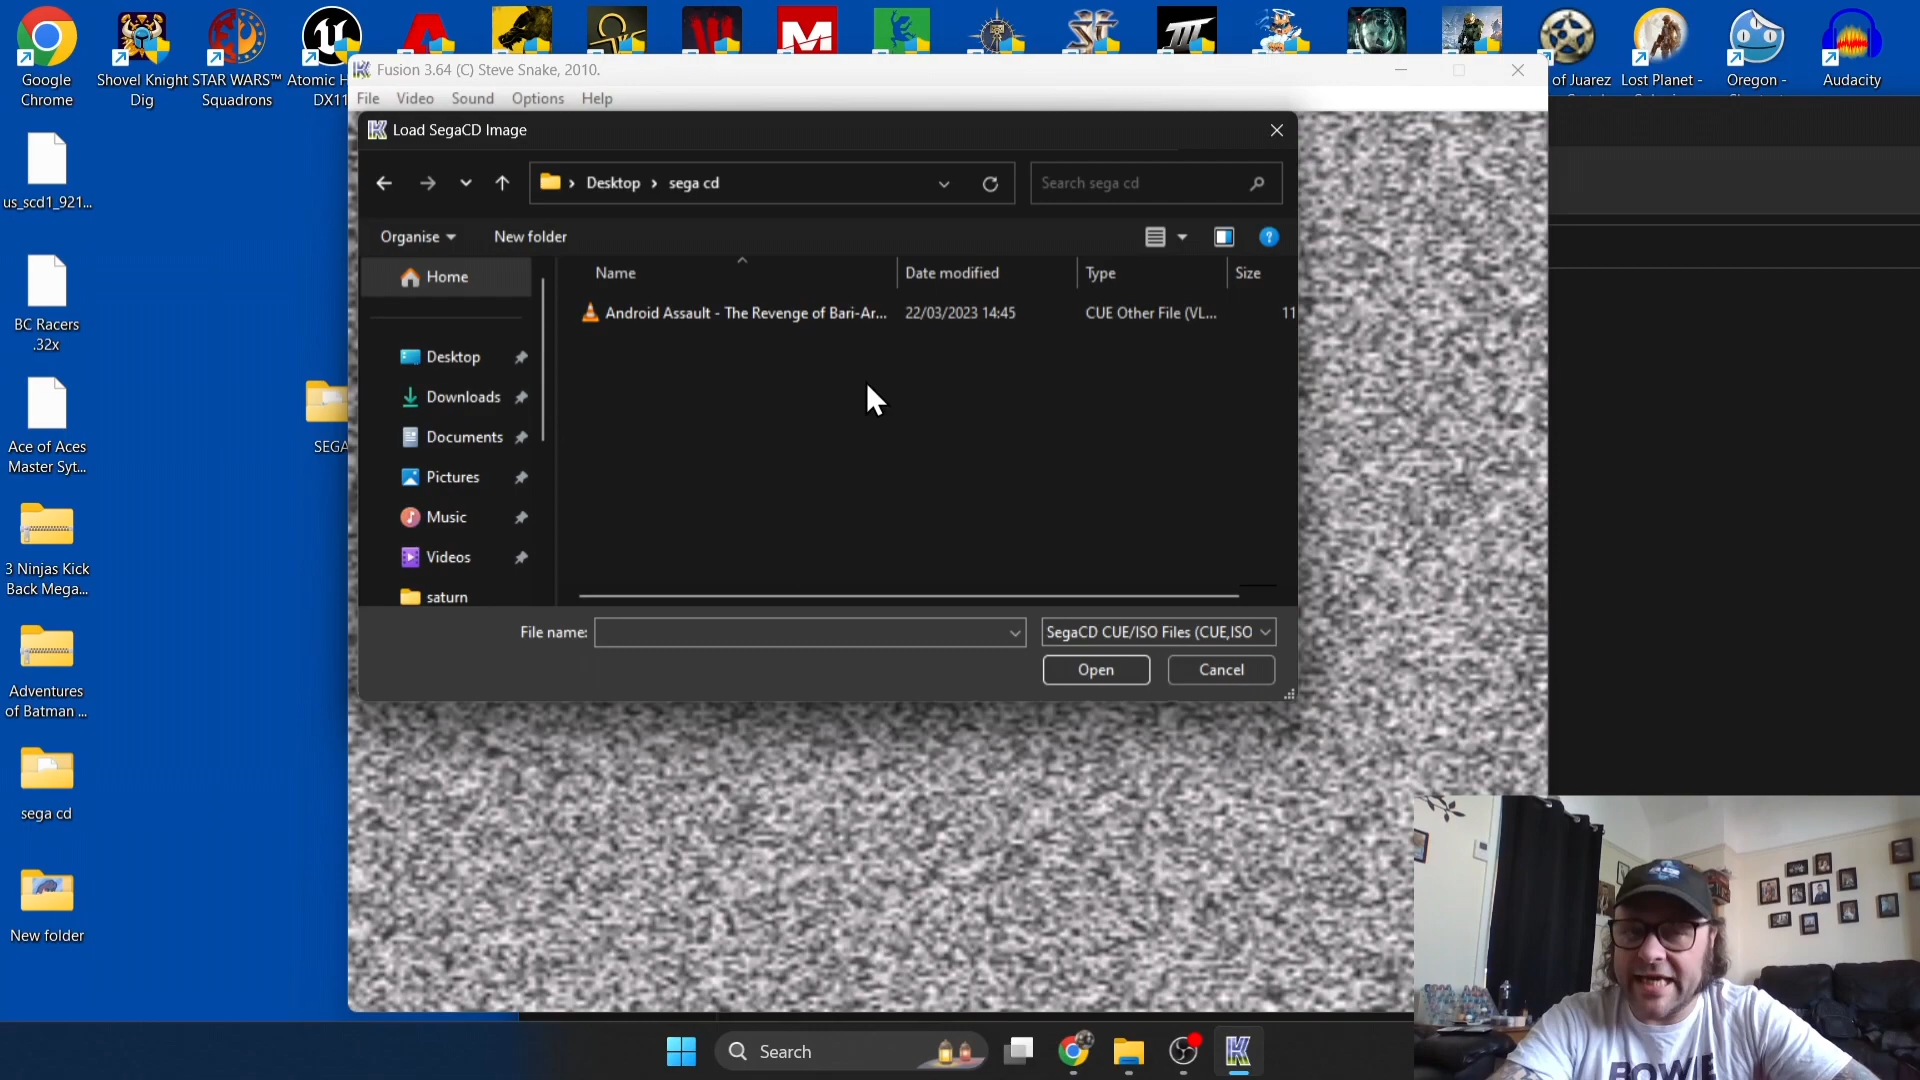 Google
Chrome
Shovel Knight
Dig
STAR WARS™
Squadrons
Atomic H
DX11
of Juarez
Lost Planet -
Oregon -
Audacity
us_scd1_921...
BC Racers
.32x
Ace of Aces
Master Syt...
3 Ninjas Kick
Back Mega...
Adventures
of Batman ...
sega cd
New folder
SEGA
Fusion 3.64 (C) Steve Snake, 2010.
File Video Sound Options Help
Load SegaCD Image
Desktop › sega cd
Search sega cd
Organise
New folder
Name
Date modified
Type
Size
Android Assault - The Revenge of Bari-Ar...
22/03/2023 14:45
CUE Other File (VL...
11
Home
Desktop
Downloads
Documents
Pictures
Music
Videos
saturn
File name:
SegaCD CUE/ISO Files (CUE,ISO
Open
Cancel
Search
BOWIE